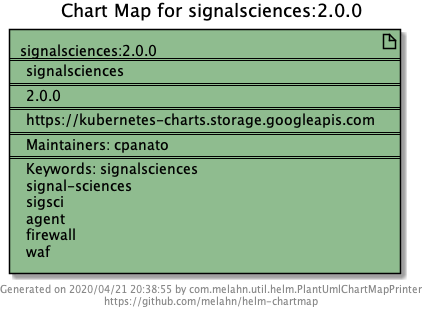 Chart Map for signalsciences:2.0.0
signalsciences:2.0.0
signalsciences
2.0.0
https://kubernetes-charts.storage.googleapis.com
Maintainers: cpanato
Keywords: signalsciences
signal-sciences
sigsci
agent
firewall
waf
Generated on 2020/04/21 20:38:55 by com.melahn.util.helm.PlantUmlChartMapPrinter
https://github.com/melahn/helm-chartmap